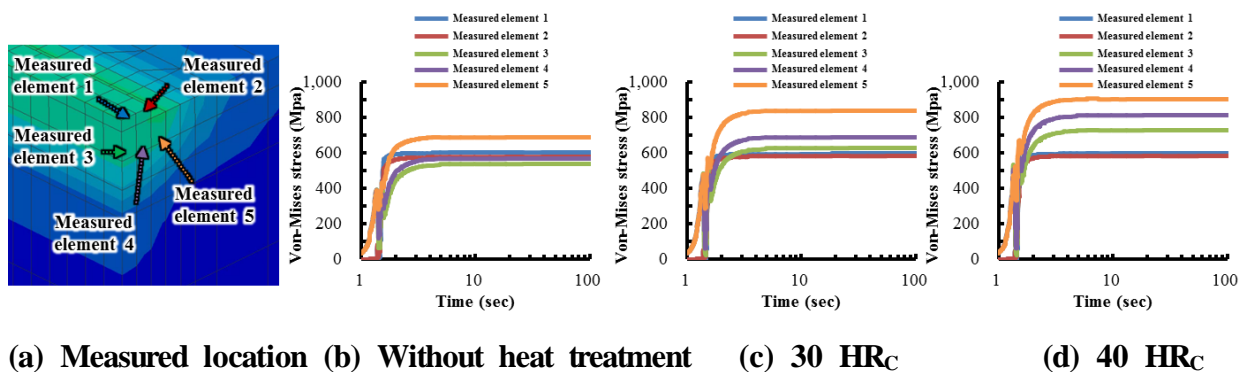 Measured element 1
Measured element 2
Measured element 3
Measured element 4
Measured element 5
(a) Measured location
Measured element 1
Measured element 2
Measured element 3
Measured element 4
Measured element 5
Von-Mises stress (Mpa)
1,000
800
600
400
200
0
1
10
100
Time (sec)
(b) Without heat treatment
Measured element 1
Measured element 2
Measured element 3
Measured element 4
Measured element 5
Von-Mises stress (Mpa)
1,000
800
600
400
200
0
1
10
100
Time (sec)
(c) 30 HRC
Measured element 1
Measured element 2
Measured element 3
Measured element 4
Measured element 5
Von-Mises stress (Mpa)
1,000
800
600
400
200
0
1
10
100
Time (sec)
(d) 40 HRC